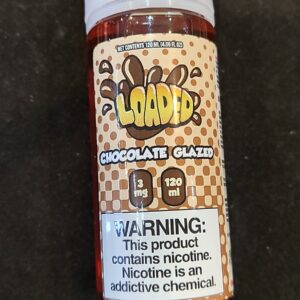 NET CONTENTS 120 ML (4.06 FL OZ)
LOADED
CHOCOLATE GLAZED
3 mg
120 ml
WARNING:
This product
contains nicotine.
Nicotine is an
addictive chemical.